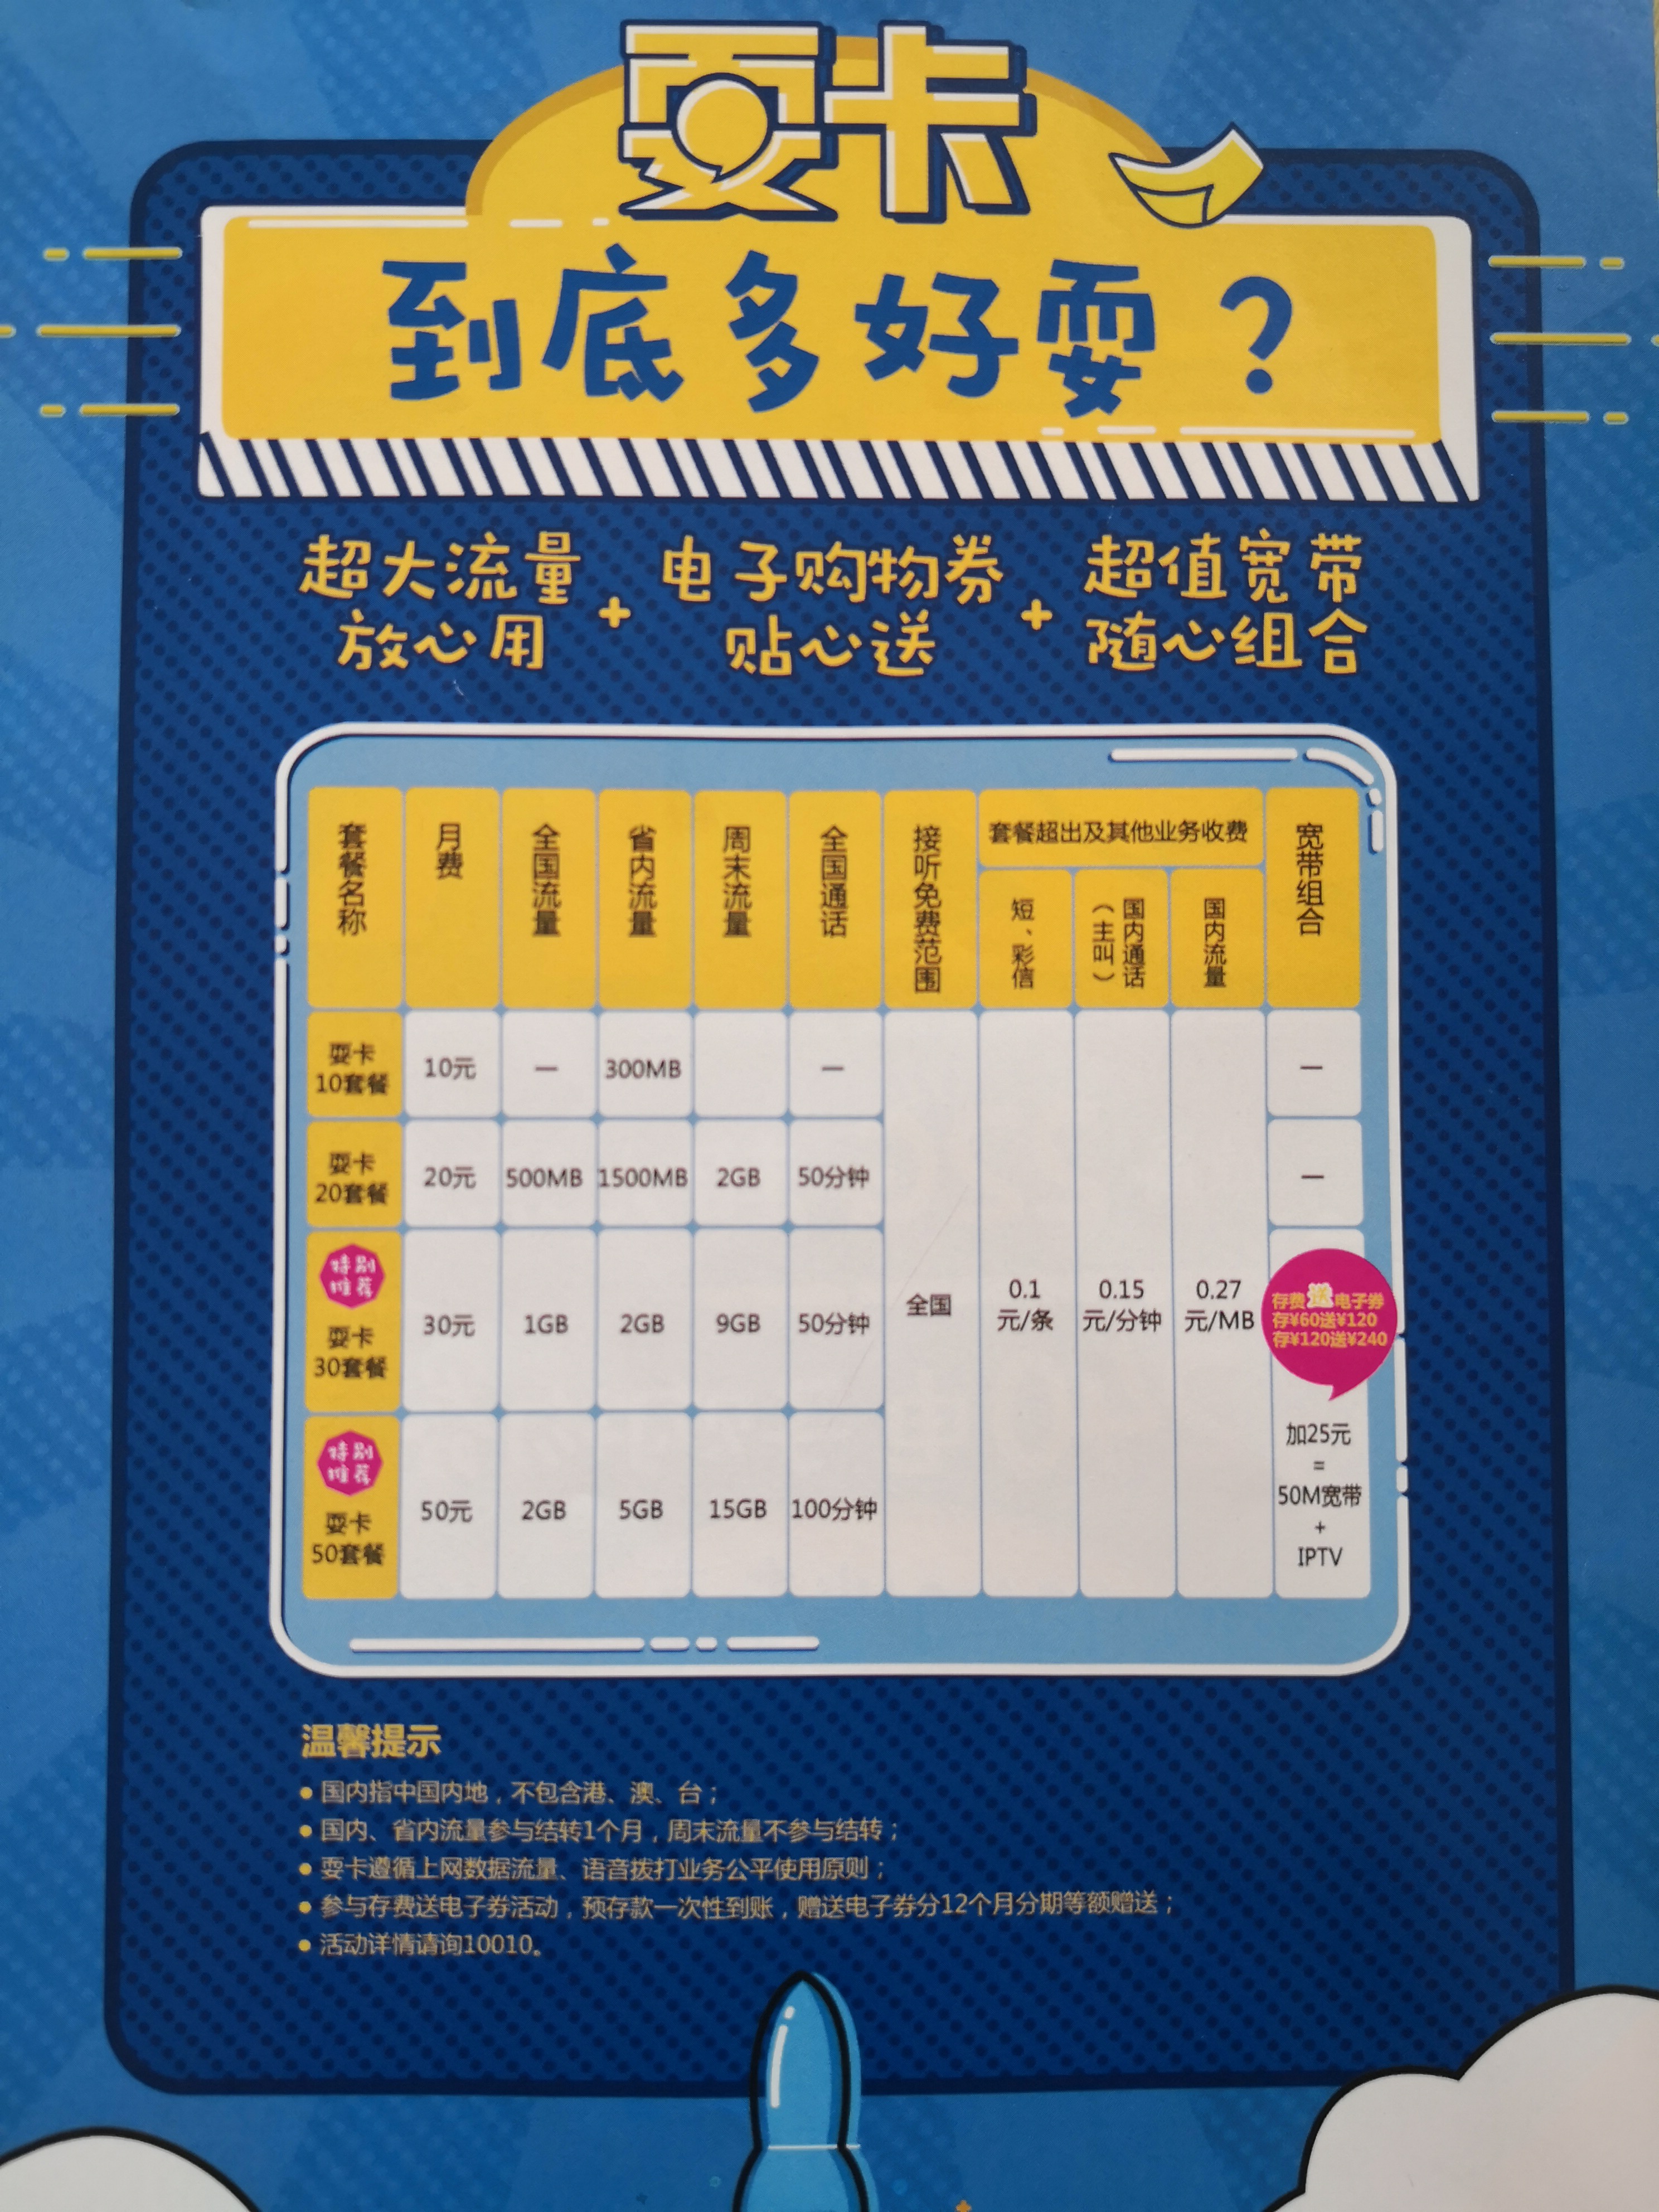 耍卡
到底多好耍？
超大流量 + 电子购物券 + 超值宽带
放心用 贴心送 随心组合
套餐名称 月费 全国流量 省内流量 周末流量 全国通话 接听免费范围 套餐超出及其他业务收费 宽带组合
短、彩信 国内通话（主叫） 国内流量
耍卡
10套餐 10元 — 300MB — —
耍卡
20套餐 20元 500MB 1500MB 2GB 50分钟 —
特别
推荐
耍卡
30套餐 30元 1GB 2GB 9GB 50分钟
全国
0.1
元/条
0.15
元/分钟
0.27
元/MB
存费送电子券
存¥60送¥120
存¥120送¥240
特别
推荐
耍卡
50套餐 50元 2GB 5GB 15GB 100分钟
加25元
=
50M宽带
+
IPTV
温馨提示
● 国内指中国内地，不包含港、澳、台；
● 国内、省内流量参与结转1个月，周末流量不参与结转；
● 耍卡遵循上网数据流量、语音拨打业务公平使用原则；
● 参与存费送电子券活动，预存款一次性到账，赠送电子券分12个月分期等额赠送；
● 活动详情请询10010。